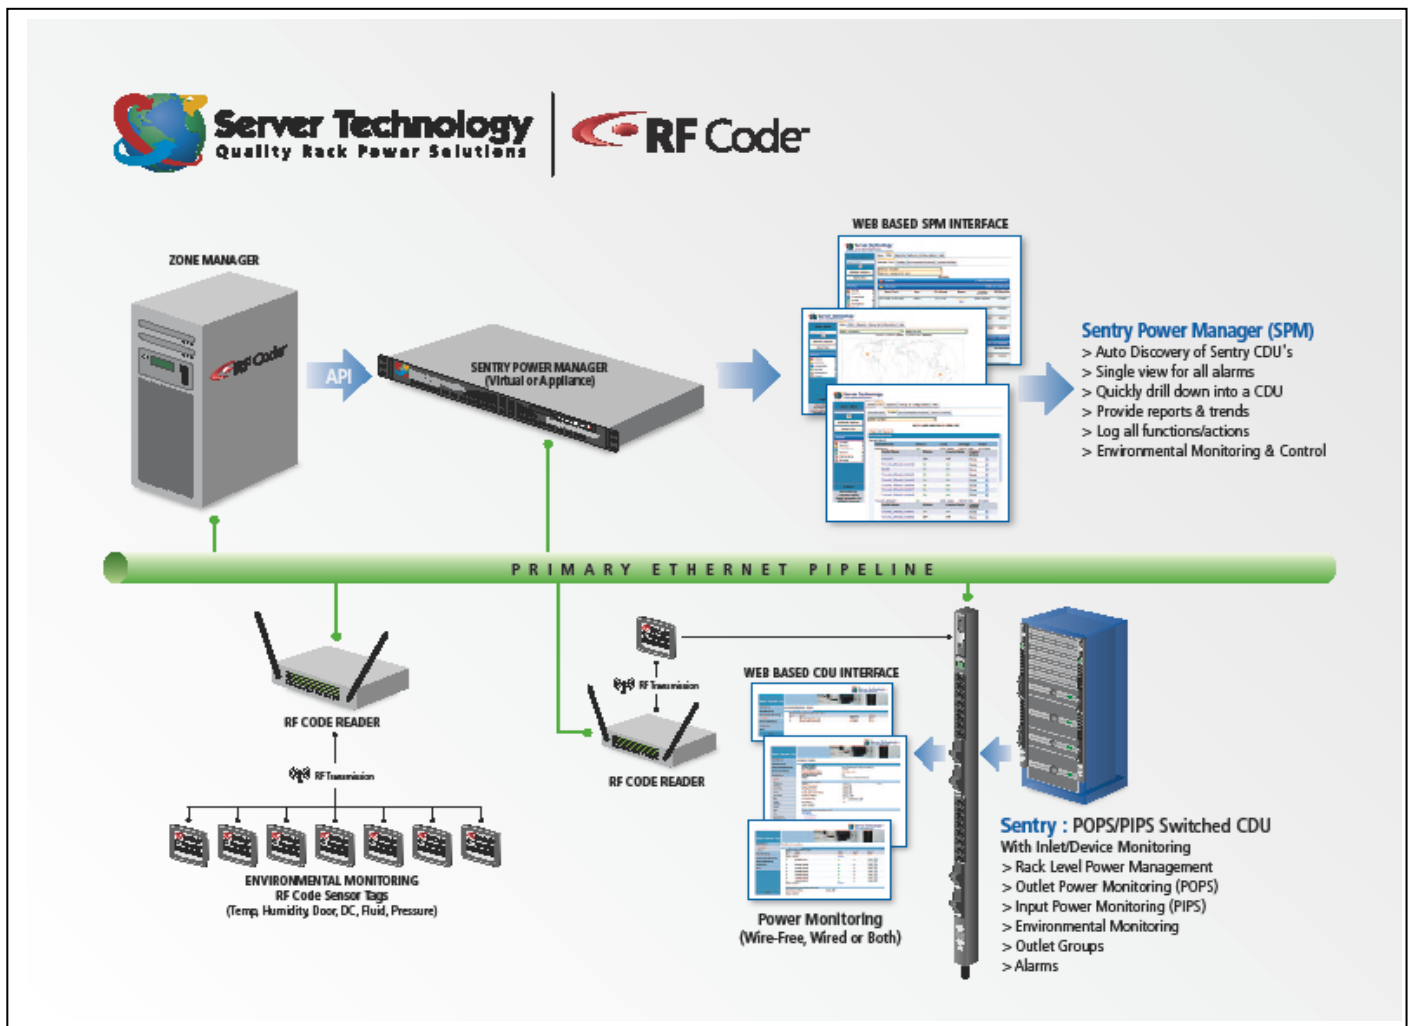 Server Technology
Quality Rack Power Solutions
RF Code
WEB BASED SPM INTERFACE
ZONE MANAGER
RF Code
API
SENTRY POWER MANAGER
(Virtual or Appliance)
Sentry Power Manager (SPM)
> Auto Discovery of Sentry CDU's
> Single view for all alarms
> Quickly drill down into a CDU
> Provide reports & trends
> Log all functions/actions
> Environmental Monitoring & Control
PRIMARY ETHERNET PIPELINE
RF CODE READER
RF Transmission
ENVIRONMENTAL MONITORING
RF Code Sensor Tags
(Temp, Humidity, Door, DC, Fluid, Pressure)
RF Transmission
RF CODE READER
WEB BASED CDU INTERFACE
Power Monitoring
(Wire-Free, Wired or Both)
Sentry : POPS/PIPS Switched CDU
With Inlet/Device Monitoring
> Rack Level Power Management
> Outlet Power Monitoring (POPS)
> Input Power Monitoring (PIPS)
> Environmental Monitoring
> Outlet Groups
> Alarms